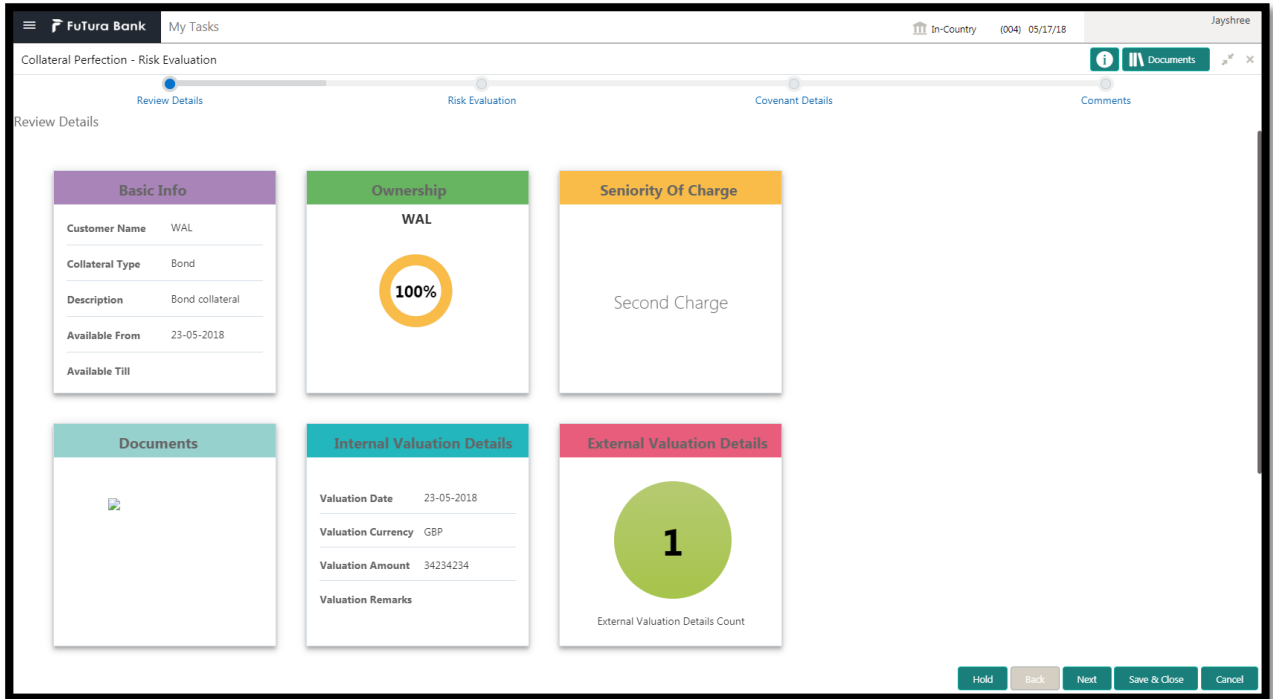 FuTura Bank My Tasks In-Country (004) 05/17/18 Jayshree
Collateral Perfection - Risk Evaluation i Documents
Review Details Risk Evaluation Covenant Details Comments
Review Details
Basic Info
Customer Name WAL
Collateral Type Bond
Description Bond collateral
Available From 23-05-2018
Available Till
Ownership
WAL
100%
Seniority Of Charge
Second Charge
Documents
Internal Valuation Details
Valuation Date 23-05-2018
Valuation Currency GBP
Valuation Amount 34234234
Valuation Remarks
External Valuation Details
1
External Valuation Details Count
Hold Back Next Save & Close Cancel